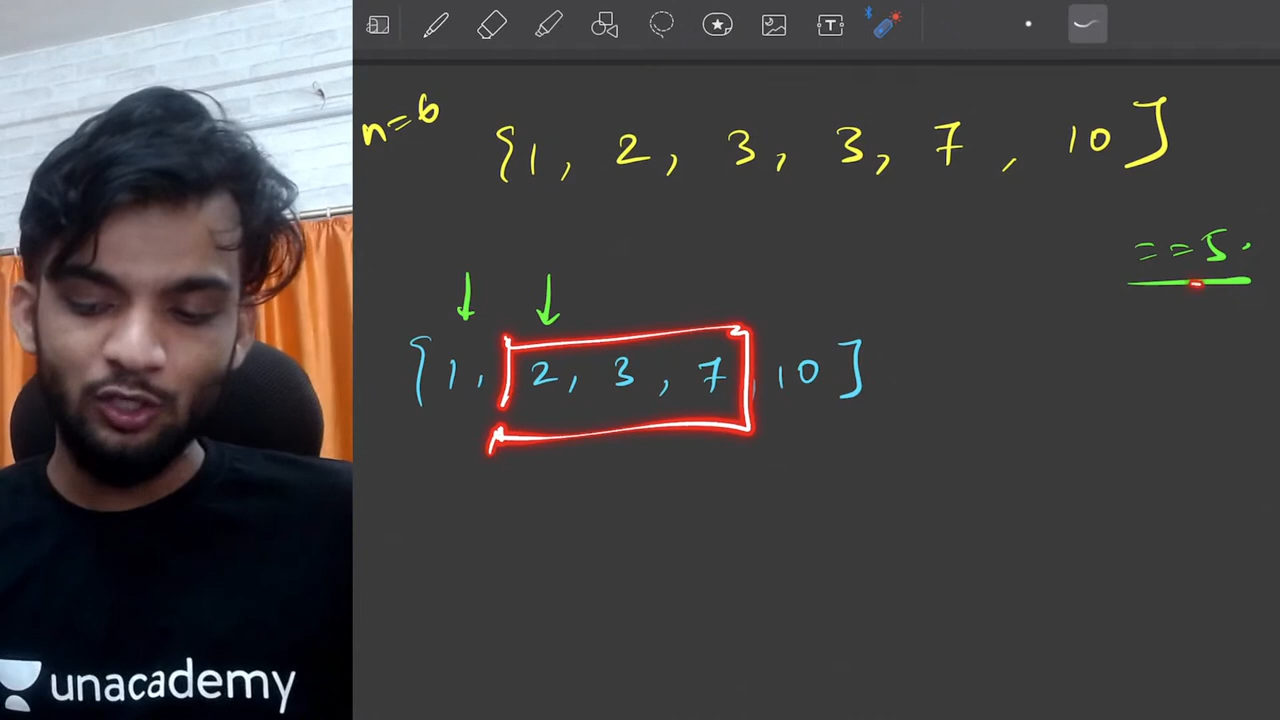 n=6
{1, 2, 3, 3, 7, 10]
==5.
{1, 2, 3, 7, 10]
unacademy